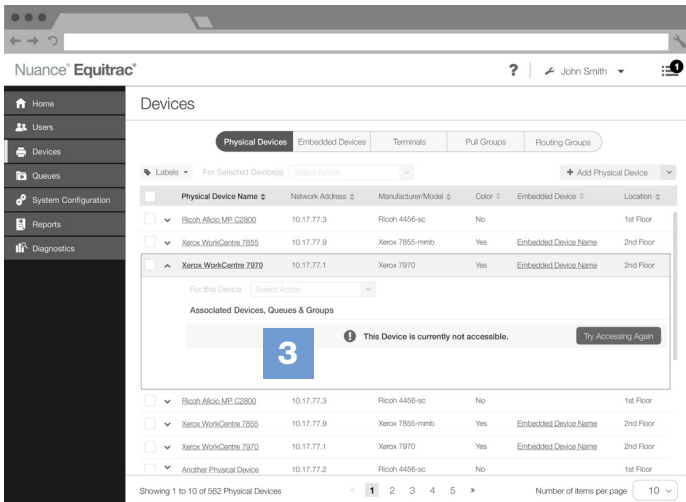 Nuance® Equitrac®
? John Smith 1
Home
Users
Devices
Queues
System Configuration
Reports
Diagnostics
Devices
Physical Devices Embedded Devices Terminals Pull Groups Routing Groups
Labels For Selected Device(s) Select Action + Add Physical Device
Physical Device Name Network Address Manufacturer/Model Color Embedded Device Location
Ricoh Aficio MP C2800 10.17.77.3 Ricoh 4456-sc No 1st Floor
Xerox WorkCentre 7855 10.17.77.9 Xerox 7855-mmb Yes Embedded Device Name 2nd Floor
Xerox WorkCentre 7970 10.17.77.1 Xerox 7970 Yes Embedded Device Name 2nd Floor
For this Device Select Action
Associated Devices, Queues & Groups
3 ! This Device is currently not accessible. Try Accessing Again
Ricoh Aficio MP C2800 10.17.77.3 Ricoh 4456-sc No 1st Floor
Xerox WorkCentre 7855 10.17.77.9 Xerox 7855-mmb Yes Embedded Device Name 2nd Floor
Xerox WorkCentre 7970 10.17.77.1 Xerox 7970 Yes Embedded Device Name 2nd Floor
Another Physical Device 10.17.77.2 Ricoh 4456-sc No 1st Floor
Showing 1 to 10 of 562 Physical Devices « 1 2 3 4 5 » Number of items per page 10